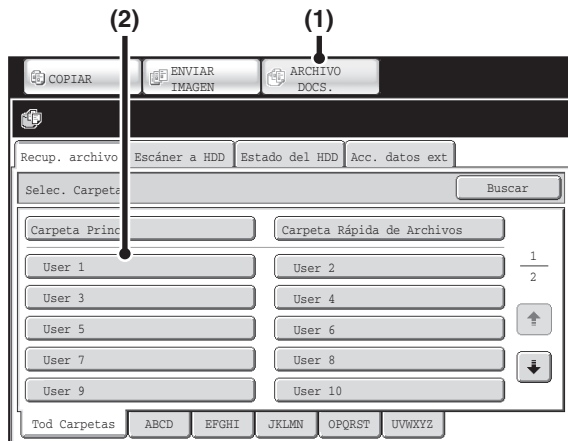 (2) (1)
COPIAR ENVIAR IMAGEN ARCHIVO DOCS.
Recup. archivo Escáner a HDD Estado del HDD Acc. datos ext
Selec. Carpeta Buscar
Carpeta Princ Carpeta Rápida de Archivos
User 1 User 2
1
2
User 3 User 4
User 5 User 6
User 7 User 8
User 9 User 10
Tod Carpetas ABCD EFGHI JKLMN OPQRST UVWXYZ